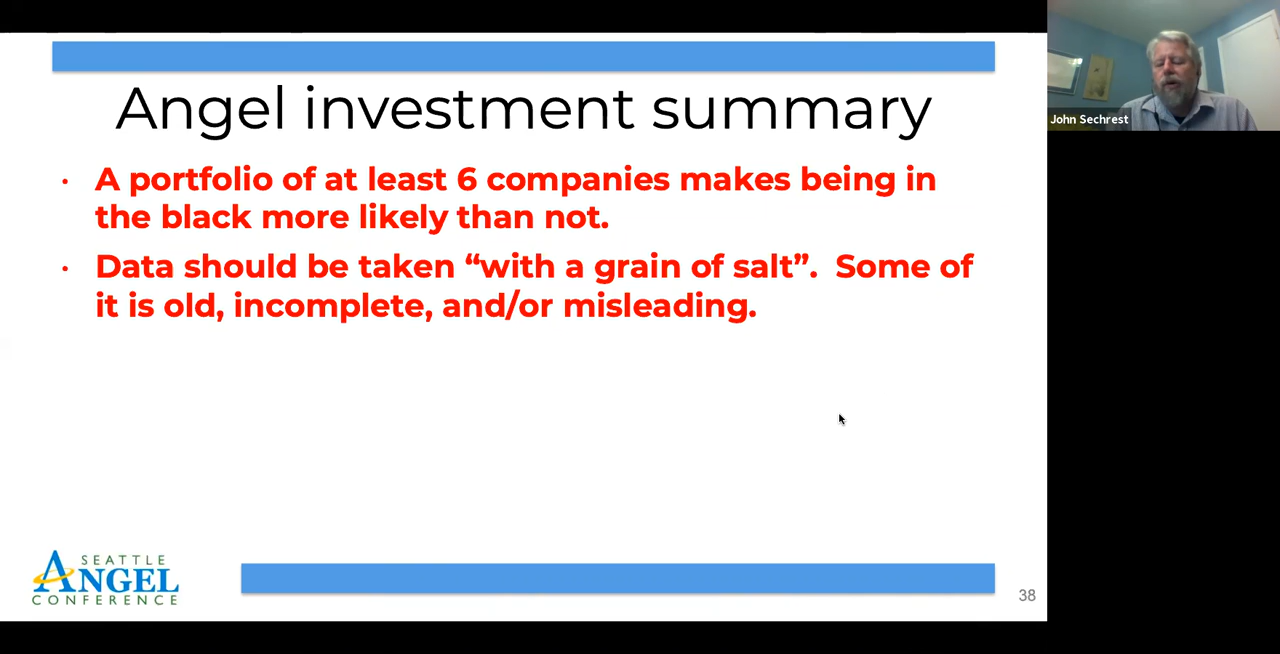 Angel investment summary
· A portfolio of at least 6 companies makes being in
the black more likely than not.
· Data should be taken “with a grain of salt”.  Some of
it is old, incomplete, and/or misleading.
SEATTLE
ANGEL
CONFERENCE
38
John Sechrest